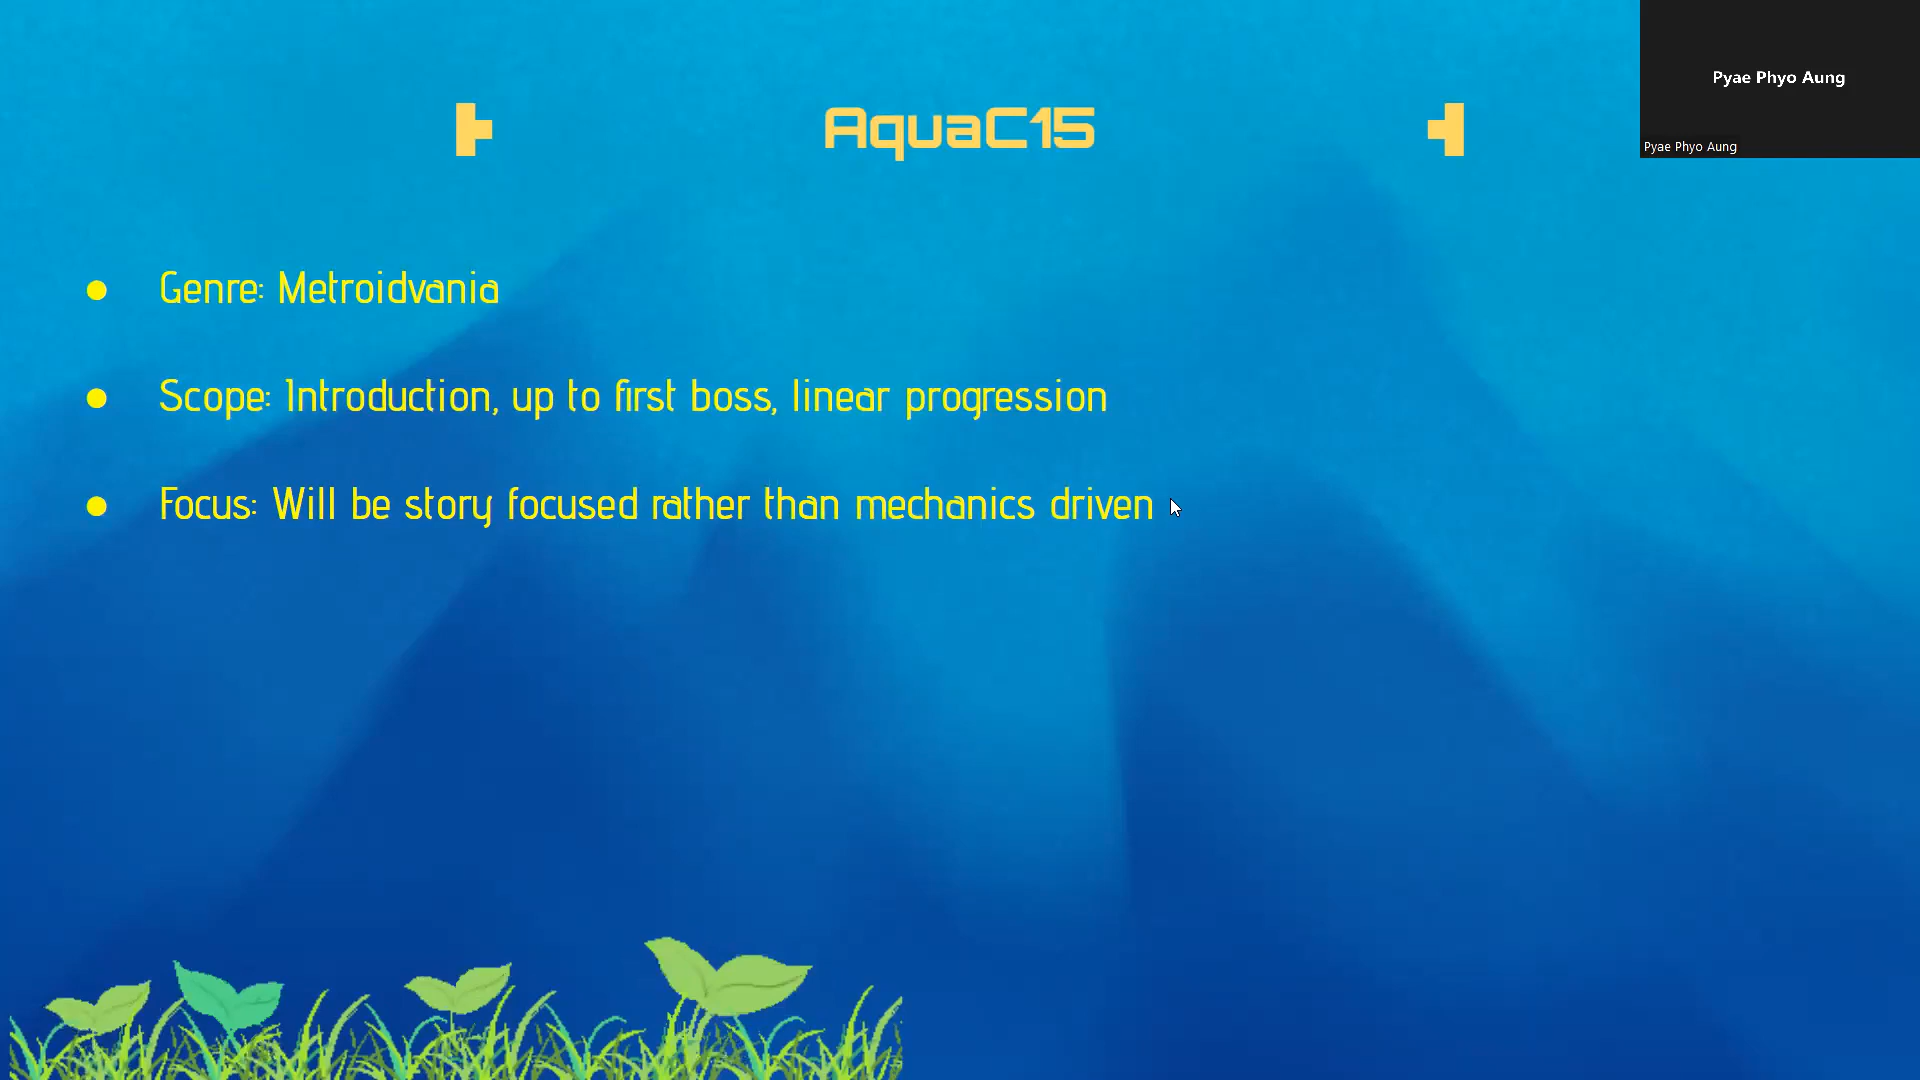 AquaC15
Pyae Phyo Aung
Pyae Phyo Aung
Genre: Metroidvania
Scope: Introduction, up to first boss, linear progression
Focus: Will be story focused rather than mechanics driven